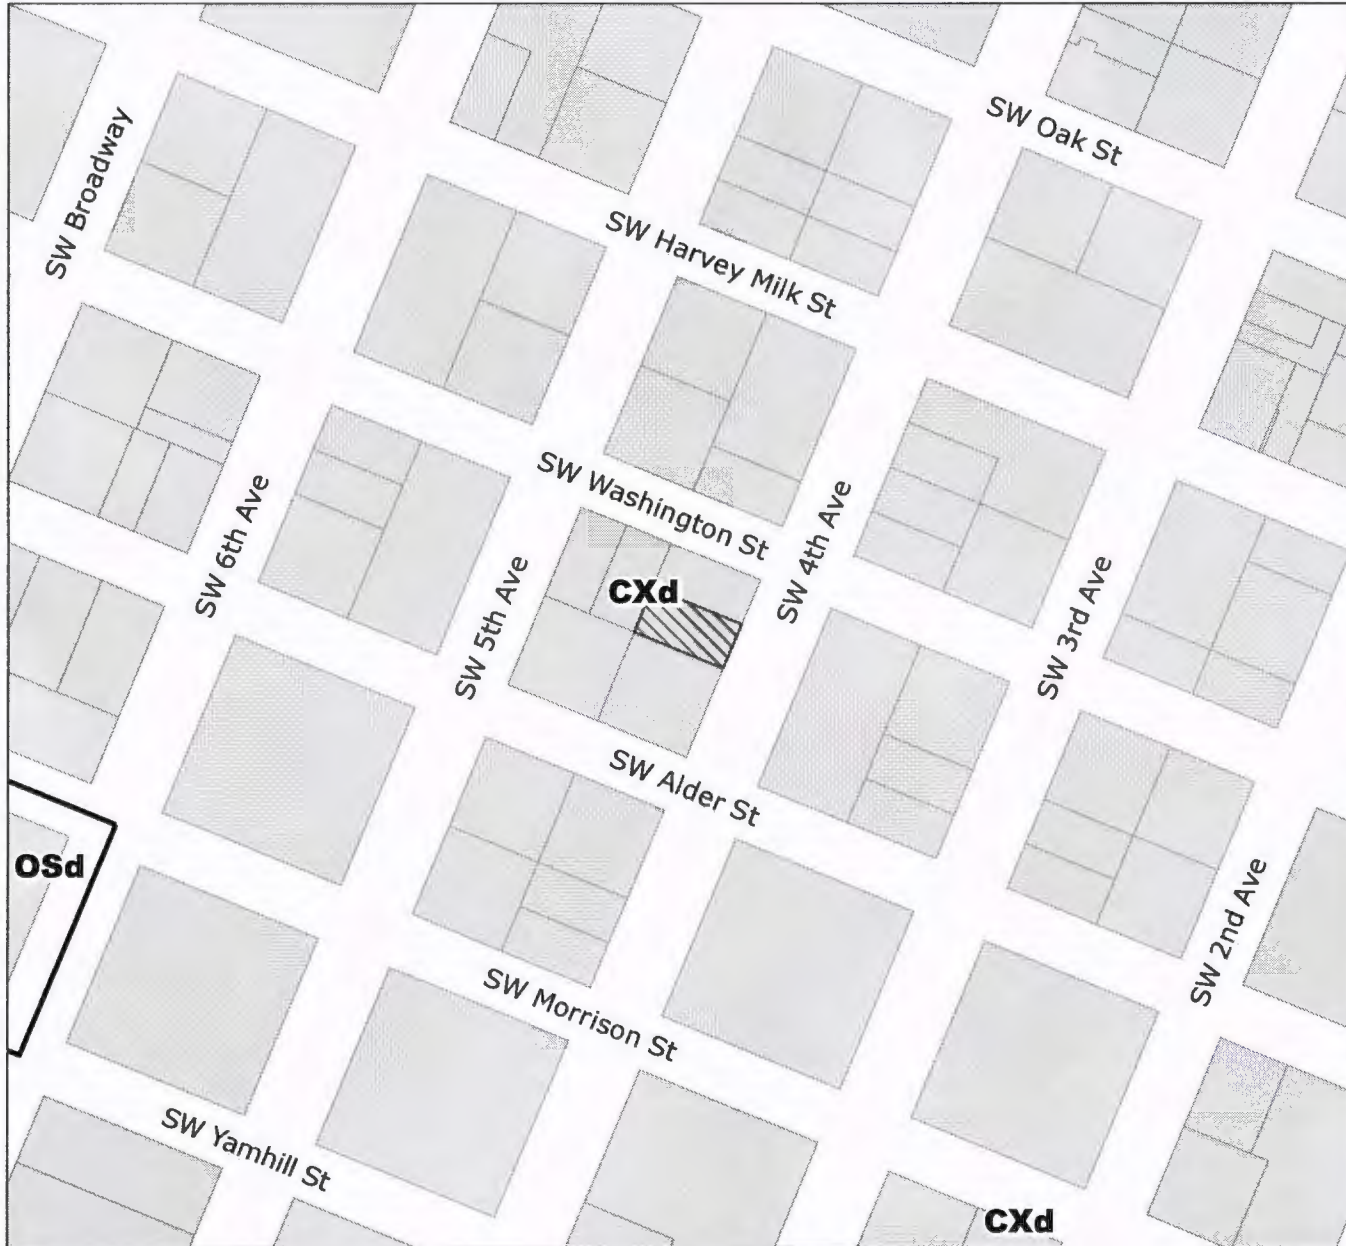 SW Oak St
SW Broadway
SW Harvey Milk St
SW Washington St
SW 6th Ave
SW 5th Ave
CXd
SW 4th Ave
SW 3rd Ave
SW Alder St
OSd
SW 2nd Ave
SW Morrison St
SW Yamhill St
CXd